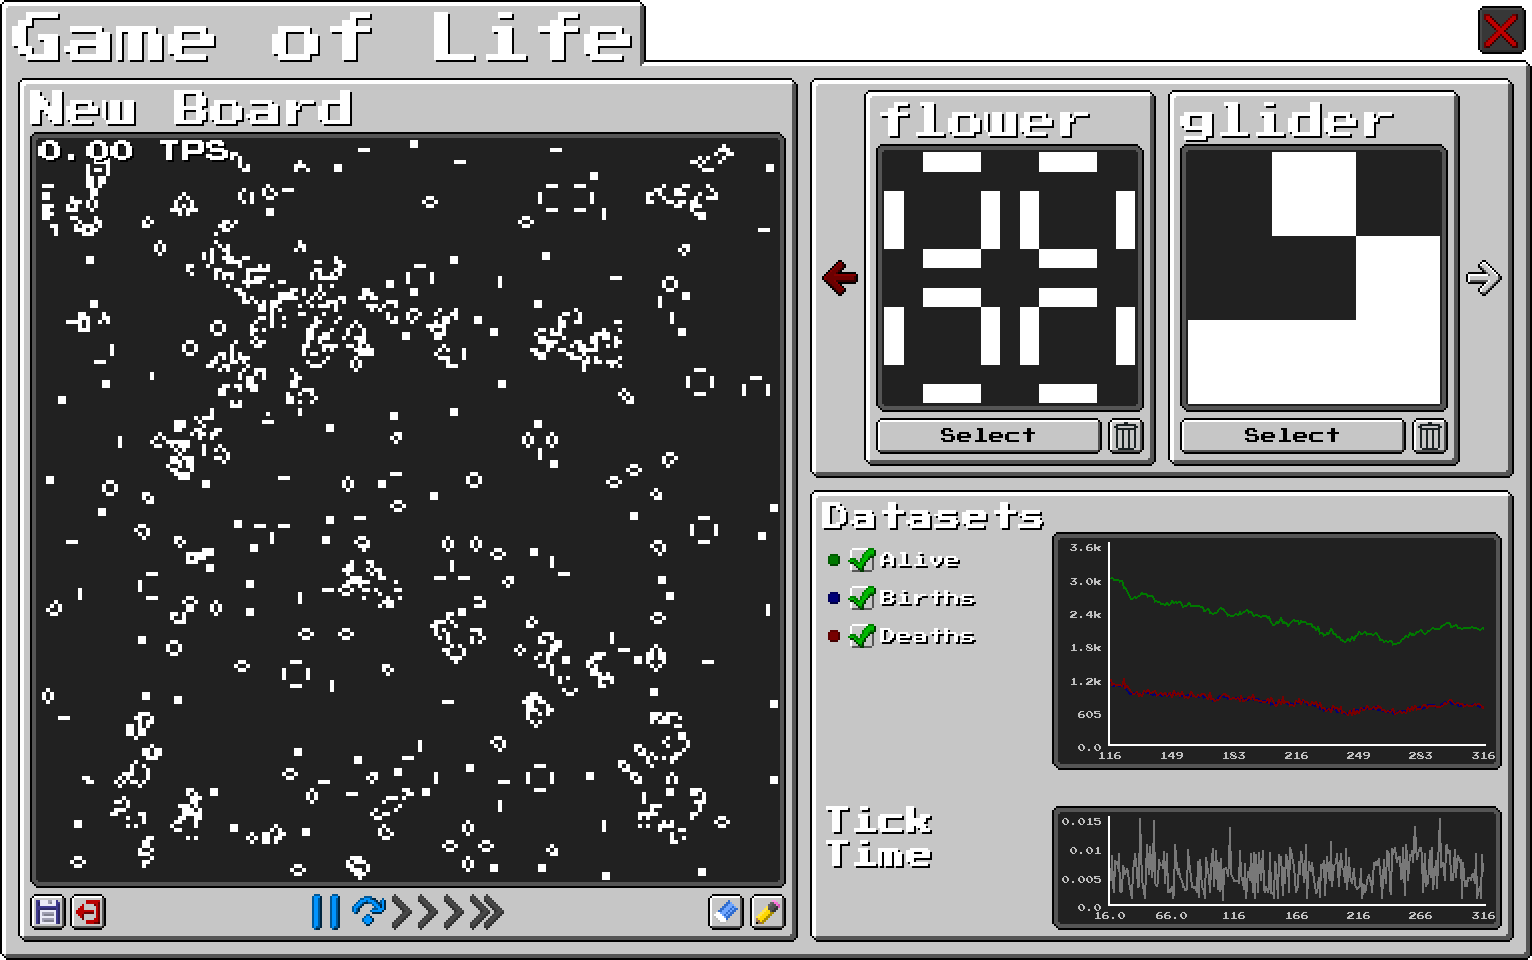 Game of Life
New Board
0.00 TPS
flower
glider
Select
Select
Datasets
Alive
Births
Deaths
3.6k
3.0k
2.4k
1.8k
1.2k
605
0.0
116 149 183 216 249 283 316
Tick
Time
0.015
0.01
0.005
0.0
16.0 66.0 116 166 216 266 316